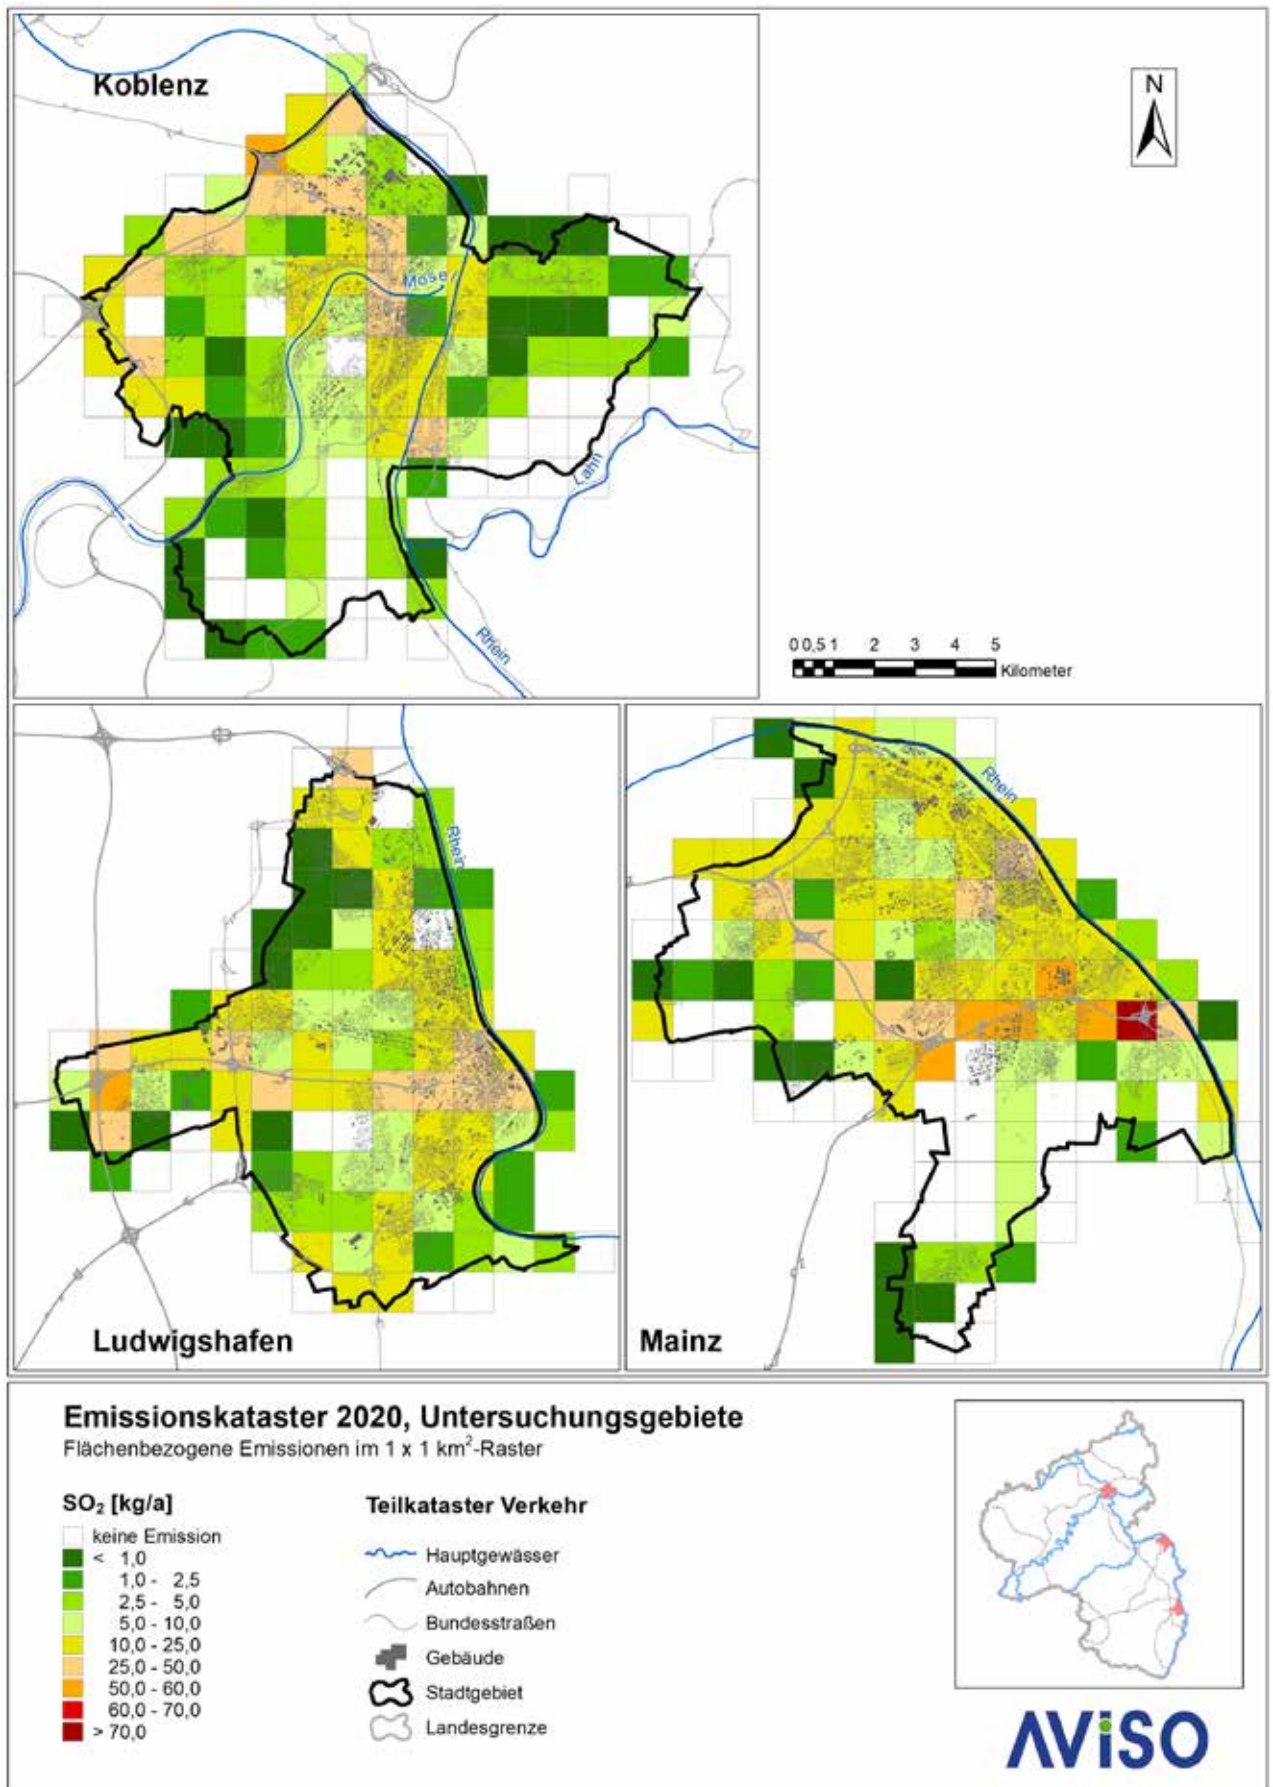 Koblenz
N
Mose
Lahn
Rhein
0 0,5 1 2 3 4 5
Kilometer
Rhein
Ludwigshafen
Rhein
Mainz
Emissionskataster 2020, Untersuchungsgebiete
Flächenbezogene Emissionen im 1 x 1 km²-Raster
SO₂ [kg/a]
keine Emission
< 1,0
1,0 - 2,5
2,5 - 5,0
5,0 - 10,0
10,0 - 25,0
25,0 - 50,0
50,0 - 60,0
60,0 - 70,0
> 70,0
Teilkataster Verkehr
Hauptgewässer
Autobahnen
Bundesstraßen
Gebäude
Stadtgebiet
Landesgrenze
AViSO